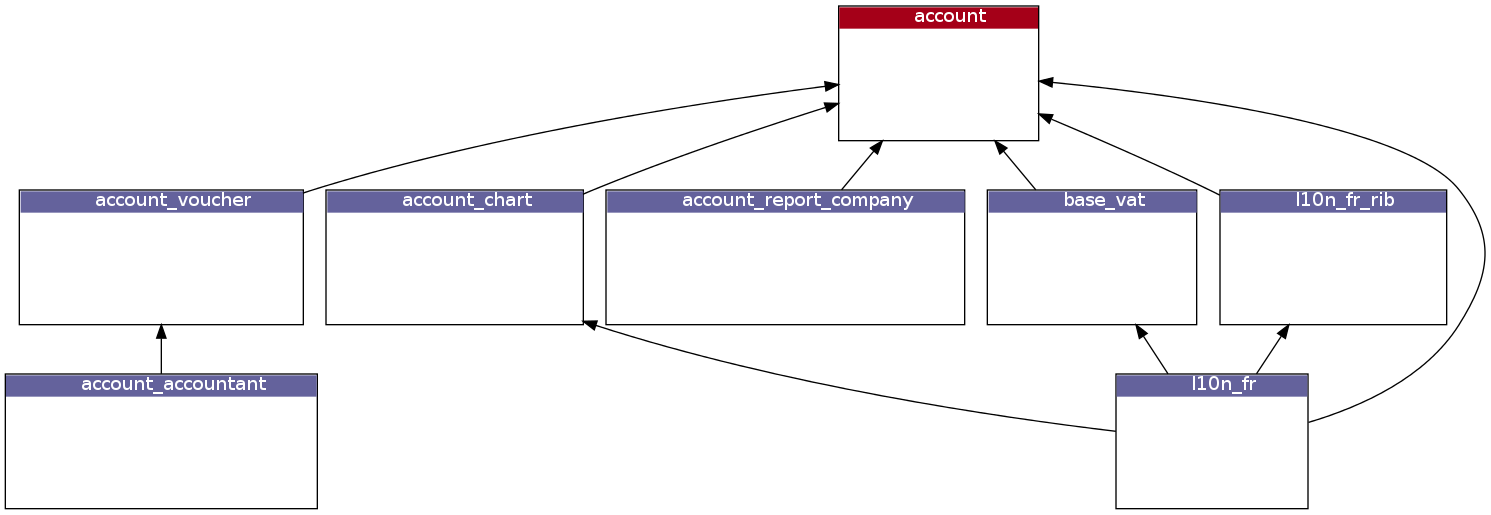 account
account_voucher
account_chart
account_report_company
base_vat
l10n_fr_rib
account_accountant
l10n_fr